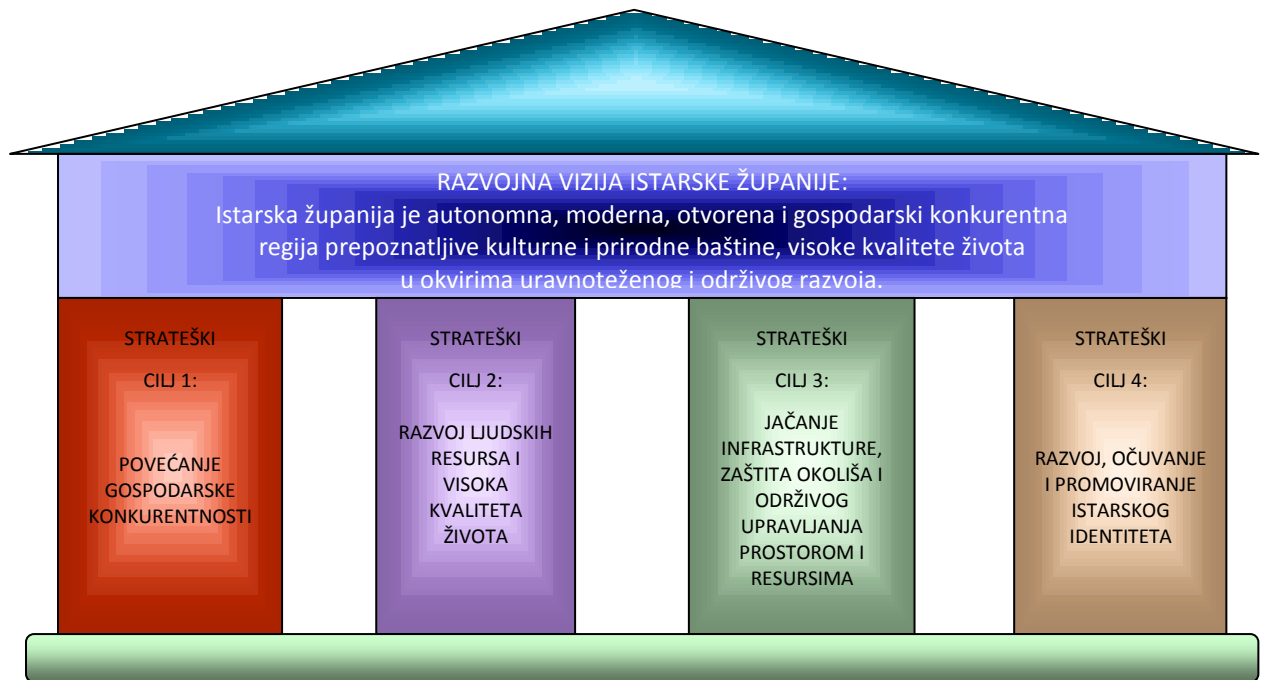 RAZVOJNA VIZIJA ISTARSKE ŽUPANIJE:
Istarska županija je autonomna, moderna, otvorena i gospodarski konkurentna
regija prepoznatljive kulturne i prirodne baštine, visoke kvalitete života
u okvirima uravnoteženog i održivog razvoja.
STRATEŠKI
CILJ 1:
POVEĆANJE
GOSPODARSKE
KONKURENTNOSTI
STRATEŠKI
CILJ 2:
RAZVOJ LJUDSKIH
RESURSA I
VISOKA
KVALITETA
ŽIVOTA
STRATEŠKI
CILJ 3:
JAČANJE
INFRASTRUKTURE,
ZAŠTITA OKOLIŠA I
ODRŽIVOG
UPRAVLJANJA
PROSTOROM I
RESURSIMA
STRATEŠKI
CILJ 4:
RAZVOJ, OČUVANJE
I PROMOVIRANJE
ISTARSKOG
IDENTITETA